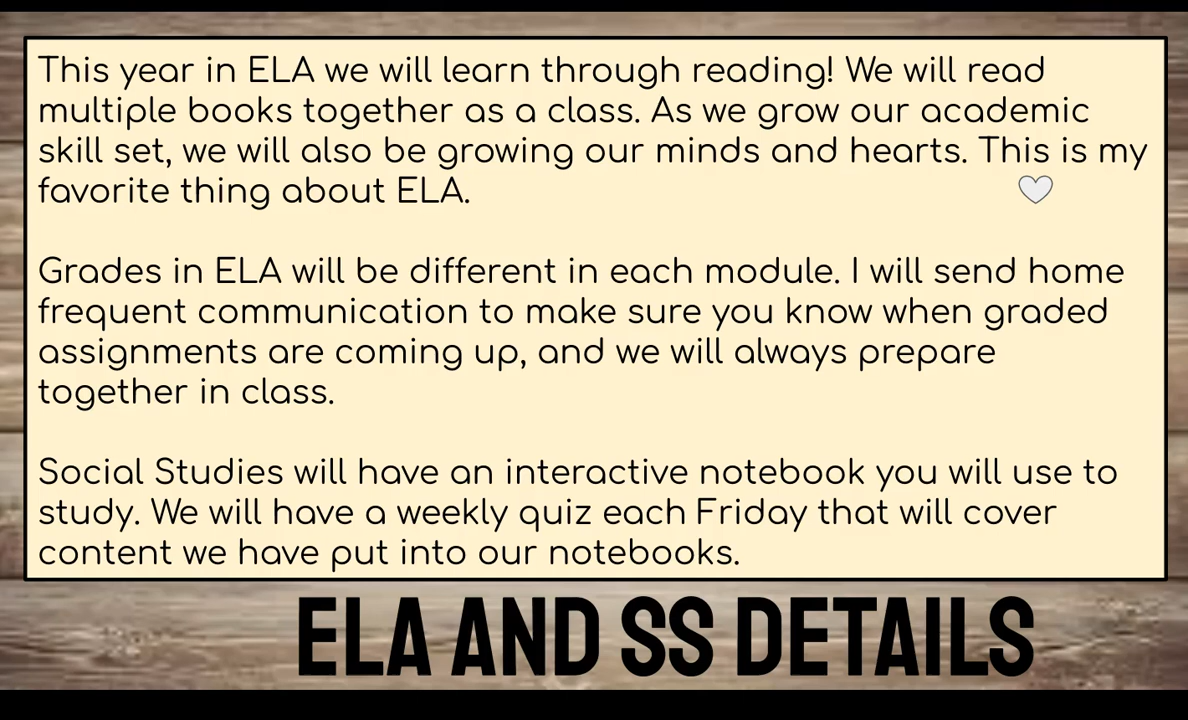 This year in ELA we will learn through reading! We will read
multiple books together as a class. As we grow our academic
skill set, we will also be growing our minds and hearts. This is my
favorite thing about ELA.
Grades in ELA will be different in each module. I will send home
frequent communication to make sure you know when graded
assignments are coming up, and we will always prepare
together in class.
Social Studies will have an interactive notebook you will use to
study. We will have a weekly quiz each Friday that will cover
content we have put into our notebooks.
ELA AND SS DETAILS